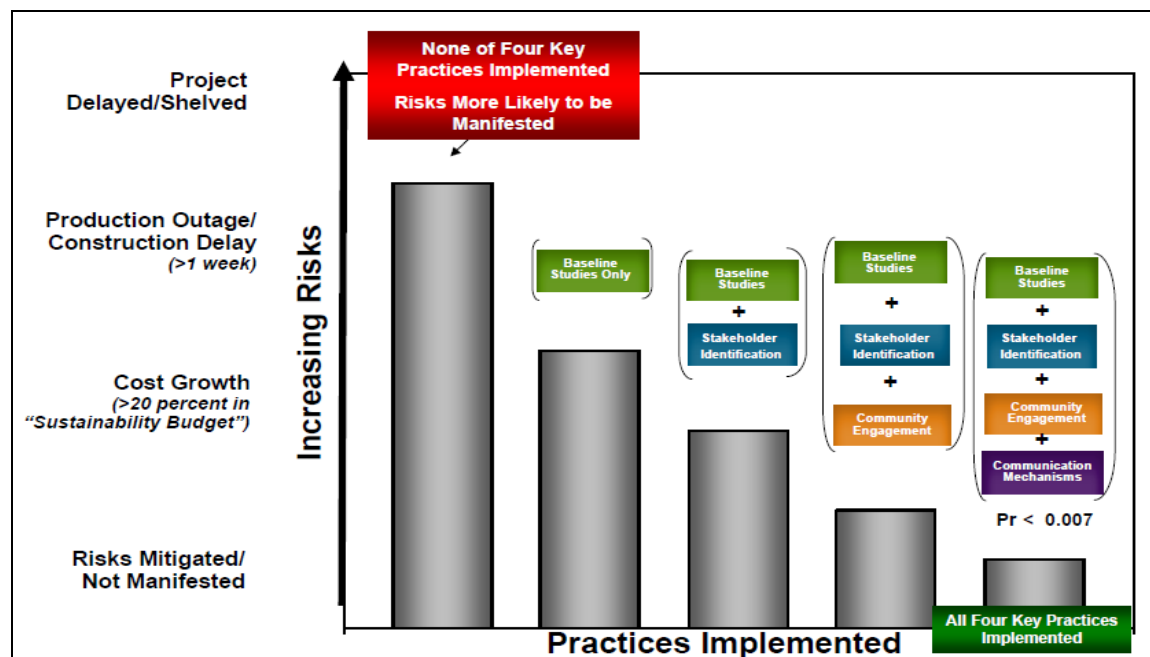 None of Four Key
Practices Implemented
Risks More Likely to be
Manifested
Project
Delayed/Shelved
Production Outage/
Construction Delay
(>1 week)
Cost Growth
(>20 percent in
“Sustainability Budget”)
Risks Mitigated/
Not Manifested
Increasing Risks
Baseline
Studies Only
Baseline
Studies
+
Stakeholder
Identification
Baseline
Studies
+
Stakeholder
Identification
+
Community
Engagement
Baseline
Studies
+
Stakeholder
Identification
+
Community
Engagement
+
Communication
Mechanisms
Pr < 0.007
All Four Key Practices
Implemented
Practices Implemented